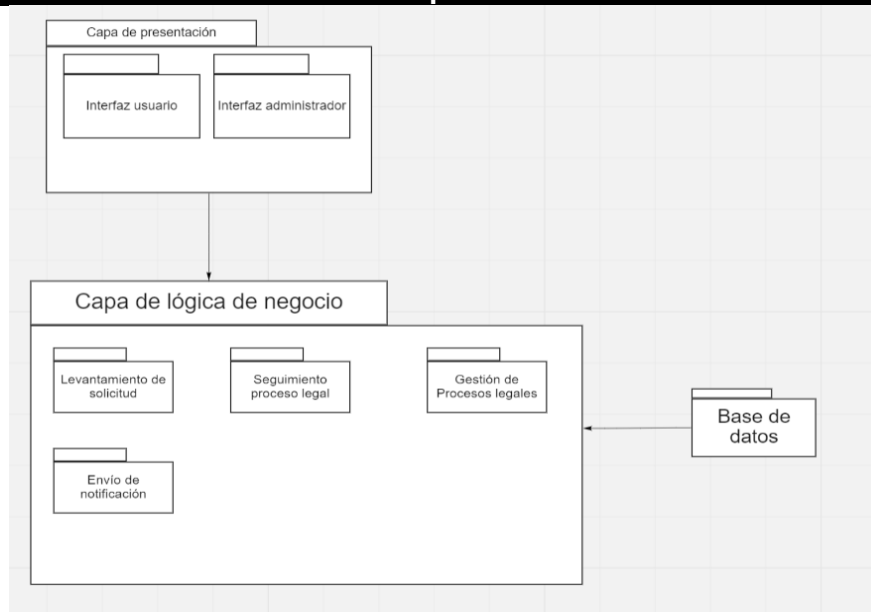 Capa de presentación
Interfaz usuario
Interfaz administrador
Capa de lógica de negocio
Levantamiento de
solicitud
Seguimiento
proceso legal
Gestión de
Procesos legales
Base de
datos
Envío de
notificación